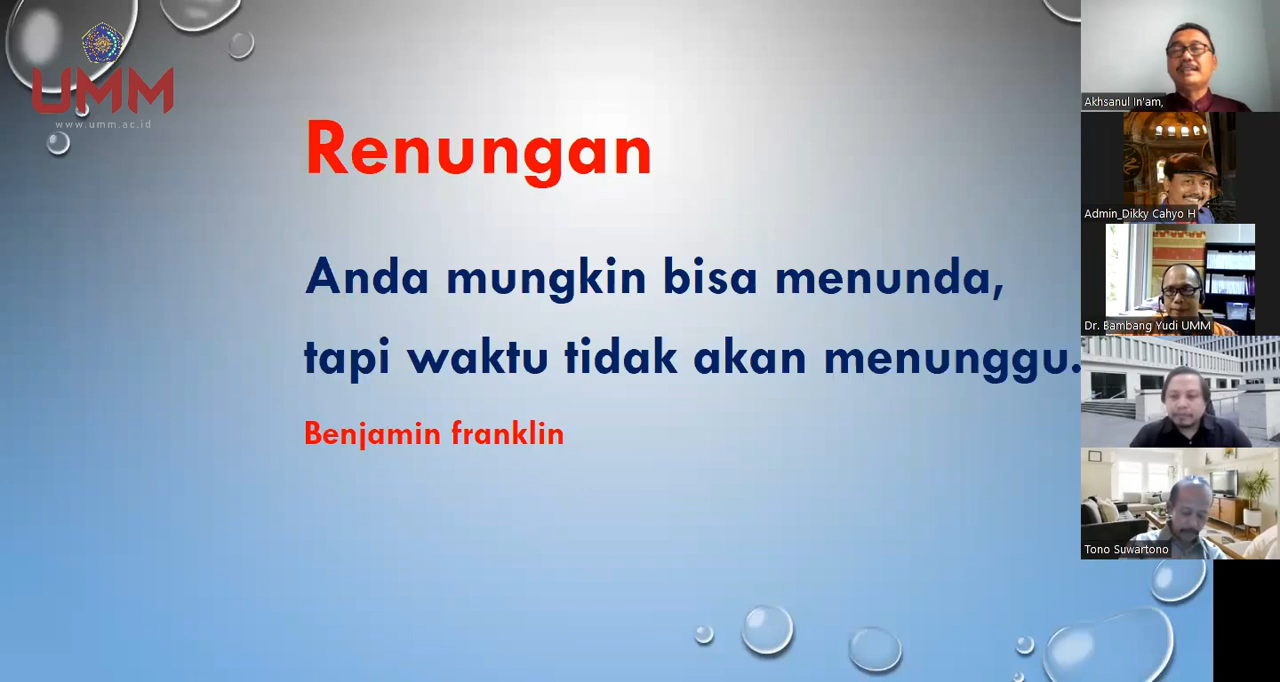 UMM
www.umm.ac.id
Renungan
Anda mungkin bisa menunda,
tapi waktu tidak akan menunggu.
Benjamin franklin
Akhsanul In'am,
Admin_Dikky Cahyo H
Dr. Bambang Yudi UMM
Tono Suwartono